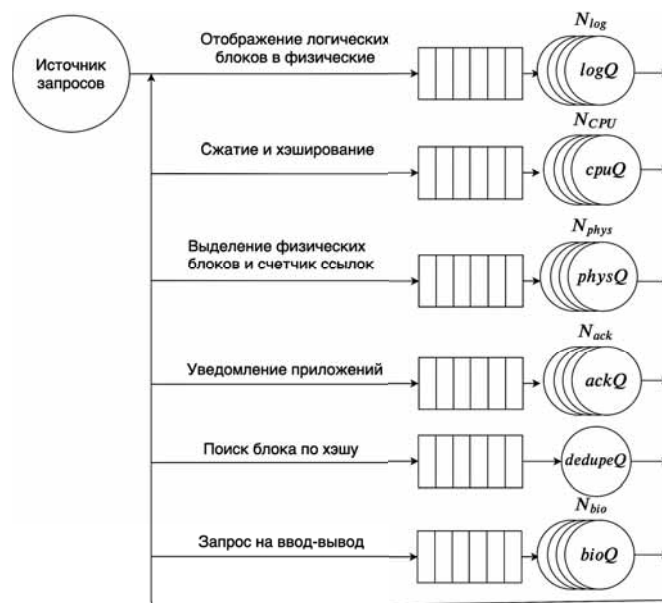 Источник
запросов
Отображение логических
блоков в физические
N_log
logQ
Сжатие и хэширование
N_CPU
cpuQ
Выделение физических
блоков и счетчик ссылок
N_phys
physQ
Уведомление приложений
N_ack
ackQ
Поиск блока по хэшу
dedupeQ
Запрос на ввод-вывод
N_bio
bioQ